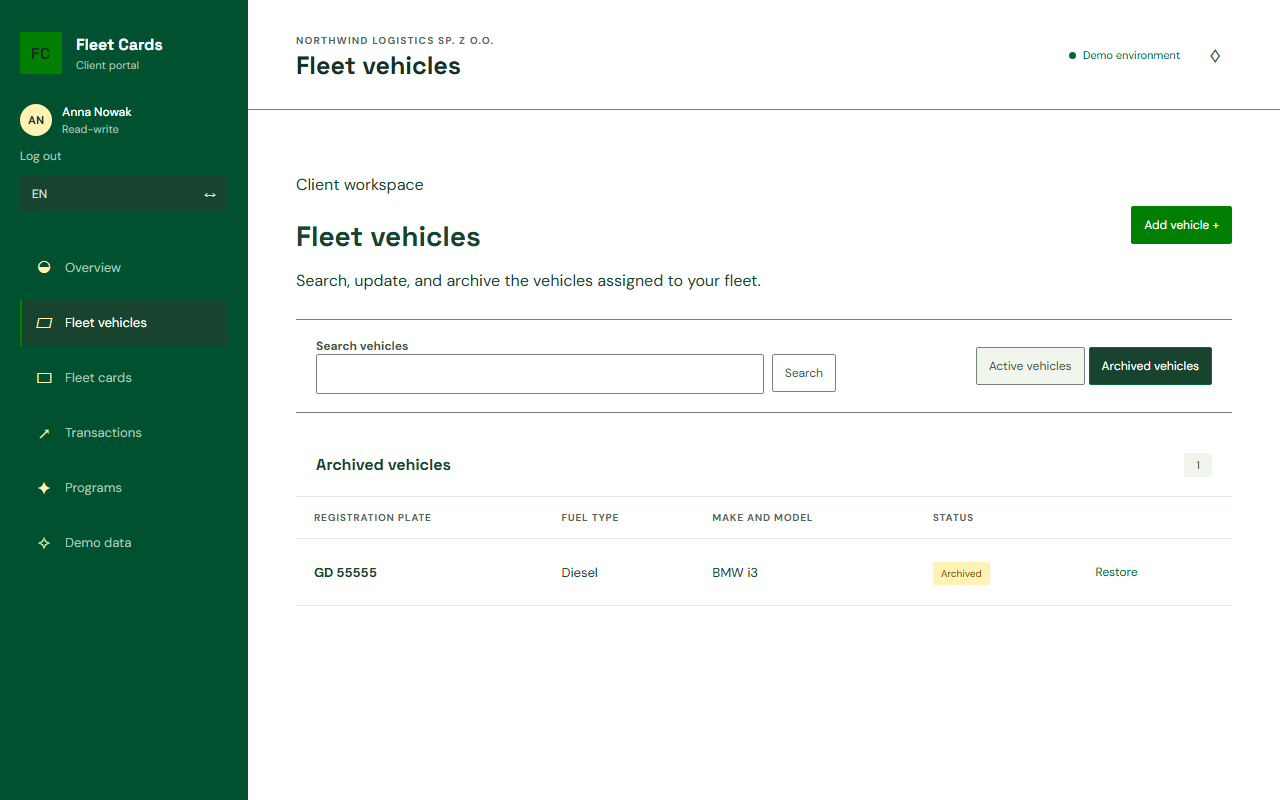 FC
Fleet Cards
Client portal
AN
Anna Nowak
Read-write
Log out
EN ↔
Overview
Fleet vehicles
Fleet cards
Transactions
Programs
Demo data
NORTHWIND LOGISTICS SP. Z O.O.
Fleet vehicles
Demo environment
Client workspace
Fleet vehicles
Add vehicle +
Search, update, and archive the vehicles assigned to your fleet.
Search vehicles
Search
Active vehicles
Archived vehicles
Archived vehicles
1
REGISTRATION PLATE FUEL TYPE MAKE AND MODEL STATUS
GD 55555 Diesel BMW i3 Archived Restore